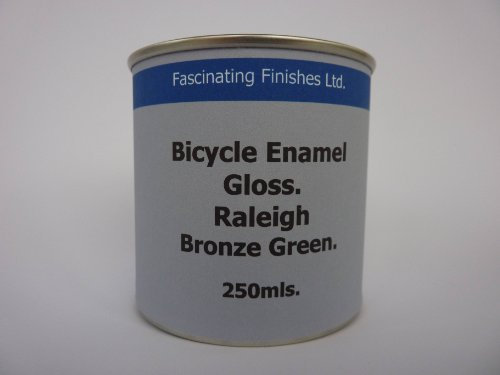 Fascinating Finishes Ltd.
Bicycle Enamel
Gloss.
Raleigh
Bronze Green.
250mls.